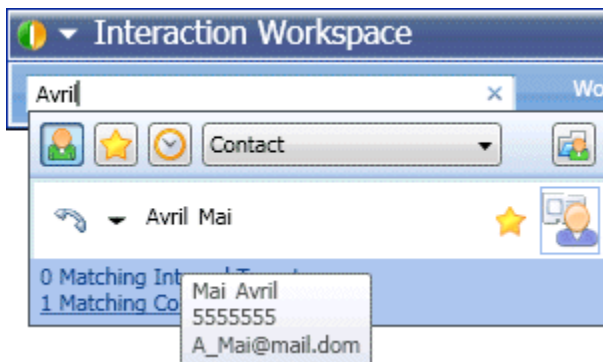 Interaction Workspace
Avril
Wo
Contact
Avril Mai
0 Matching Int
1 Matching Co
Mai Avril
5555555
A_Mai@mail.dom